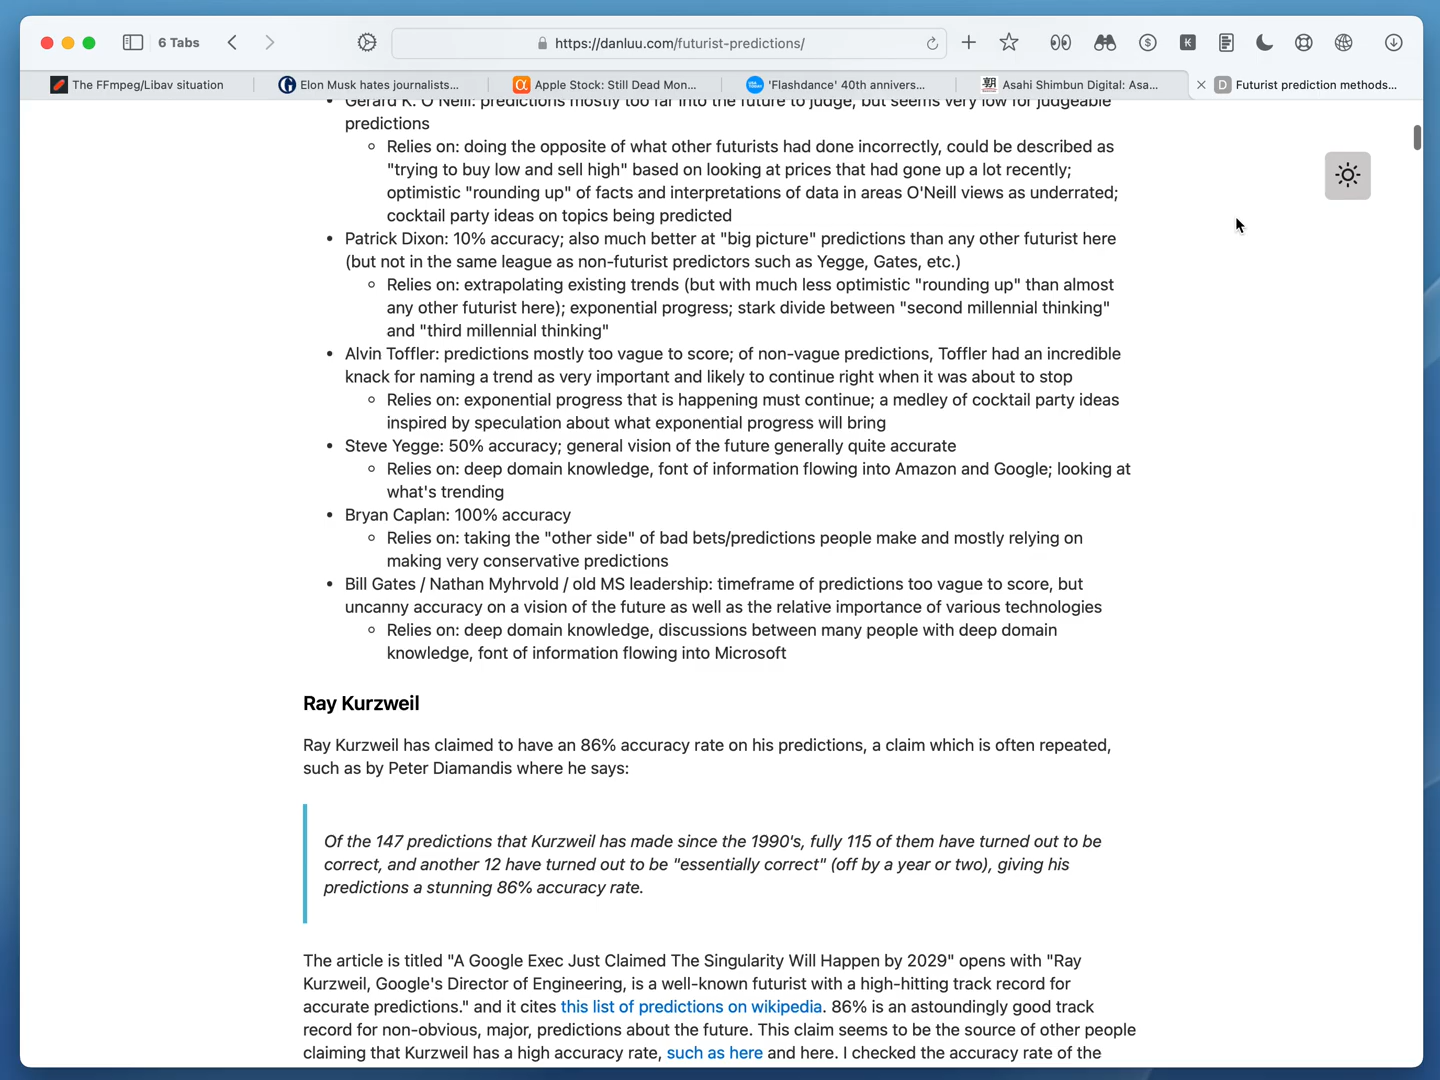 6 Tabs
https://danluu.com/futurist-predictions/
The FFmpeg/Libav situation
Elon Musk hates journalists...
Apple Stock: Still Dead Mon...
'Flashdance' 40th annivers...
Asahi Shimbun Digital: Asa...
Futurist prediction methods...
• Gerard K. O'Neill: predictions mostly too far into the future to judge, but seems very low for judgeable
predictions
◦ Relies on: doing the opposite of what other futurists had done incorrectly, could be described as
"trying to buy low and sell high" based on looking at prices that had gone up a lot recently;
optimistic "rounding up" of facts and interpretations of data in areas O'Neill views as underrated;
cocktail party ideas on topics being predicted
• Patrick Dixon: 10% accuracy; also much better at "big picture" predictions than any other futurist here
(but not in the same league as non-futurist predictors such as Yegge, Gates, etc.)
◦ Relies on: extrapolating existing trends (but with much less optimistic "rounding up" than almost
any other futurist here); exponential progress; stark divide between "second millennial thinking"
and "third millennial thinking"
• Alvin Toffler: predictions mostly too vague to score; of non-vague predictions, Toffler had an incredible
knack for naming a trend as very important and likely to continue right when it was about to stop
◦ Relies on: exponential progress that is happening must continue; a medley of cocktail party ideas
inspired by speculation about what exponential progress will bring
• Steve Yegge: 50% accuracy; general vision of the future generally quite accurate
◦ Relies on: deep domain knowledge, font of information flowing into Amazon and Google; looking at
what's trending
• Bryan Caplan: 100% accuracy
◦ Relies on: taking the "other side" of bad bets/predictions people make and mostly relying on
making very conservative predictions
• Bill Gates / Nathan Myhrvold / old MS leadership: timeframe of predictions too vague to score, but
uncanny accuracy on a vision of the future as well as the relative importance of various technologies
◦ Relies on: deep domain knowledge, discussions between many people with deep domain
knowledge, font of information flowing into Microsoft
Ray Kurzweil
Ray Kurzweil has claimed to have an 86% accuracy rate on his predictions, a claim which is often repeated,
such as by Peter Diamandis where he says:
Of the 147 predictions that Kurzweil has made since the 1990's, fully 115 of them have turned out to be
correct, and another 12 have turned out to be "essentially correct" (off by a year or two), giving his
predictions a stunning 86% accuracy rate.
The article is titled "A Google Exec Just Claimed The Singularity Will Happen by 2029" opens with "Ray
Kurzweil, Google's Director of Engineering, is a well-known futurist with a high-hitting track record for
accurate predictions." and it cites this list of predictions on wikipedia. 86% is an astoundingly good track
record for non-obvious, major, predictions about the future. This claim seems to be the source of other people
claiming that Kurzweil has a high accuracy rate, such as here and here. I checked the accuracy rate of the